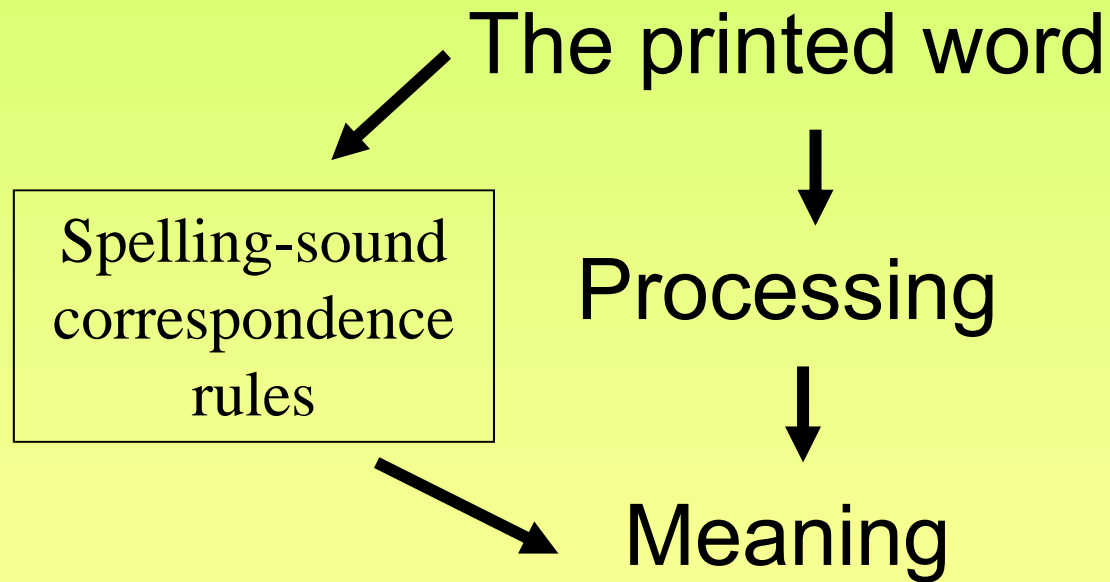 The printed word
Spelling-sound
correspondence
rules
Processing
Meaning